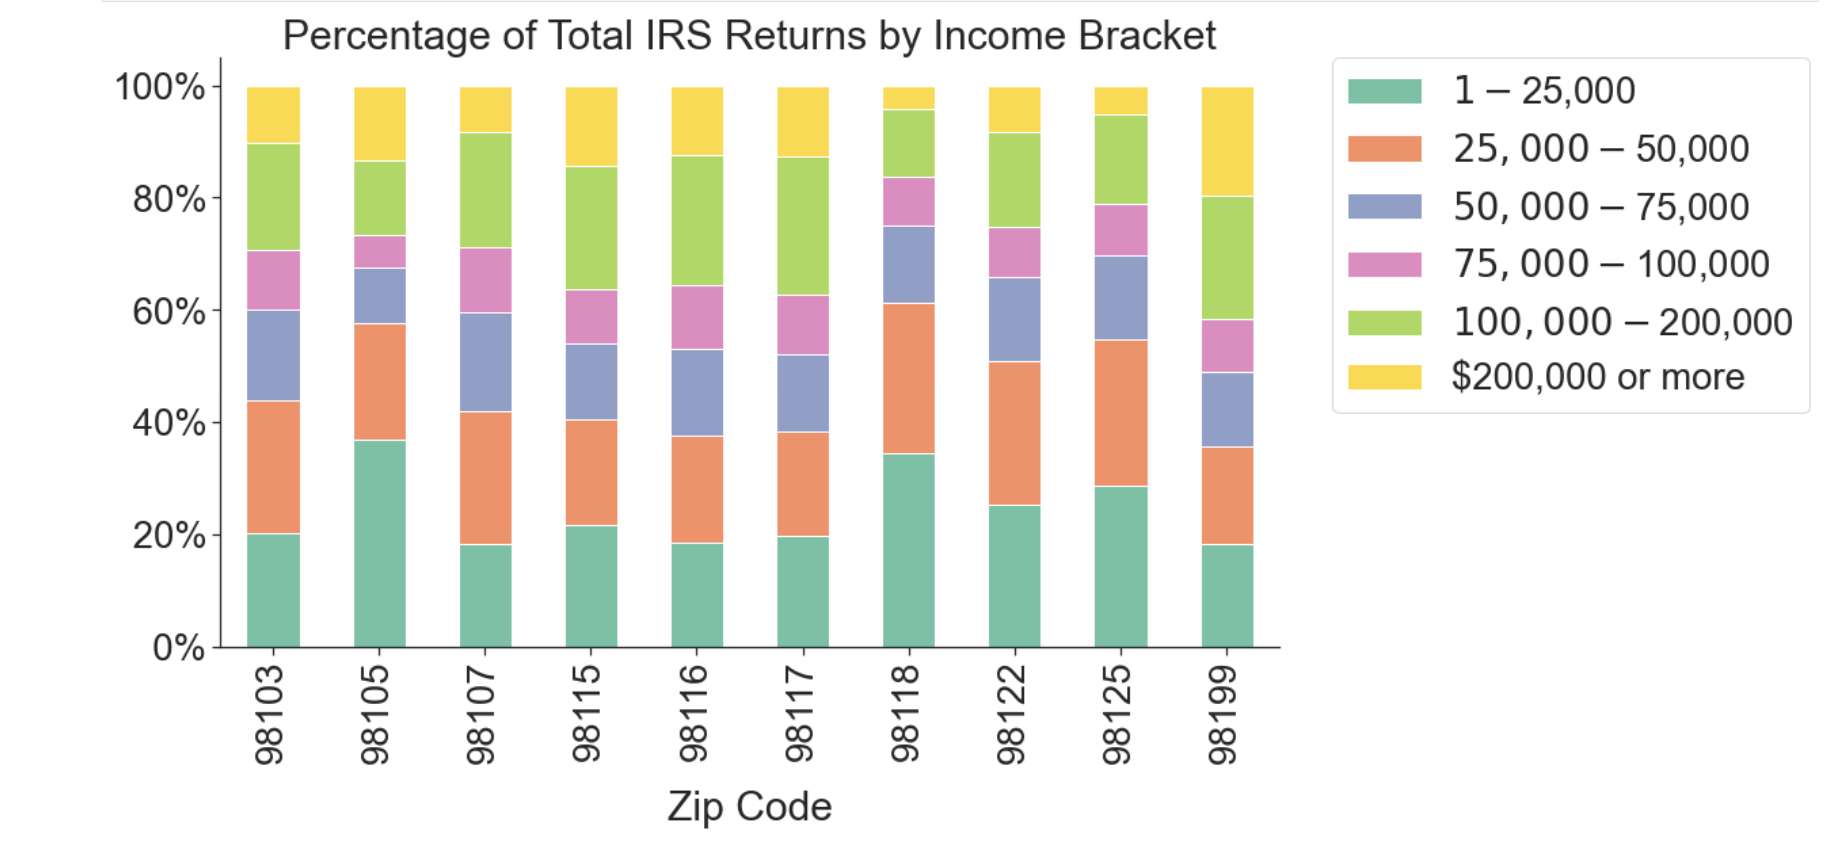 Percentage of Total IRS Returns by Income Bracket
100%
80%
60%
40%
20%
0%
98103
98105
98107
98115
98116
98117
98118
98122
98125
98199
Zip Code
1 − 25,000
25, 000 − 50,000
50, 000 − 75,000
75, 000 − 100,000
100, 000 − 200,000
$200,000 or more